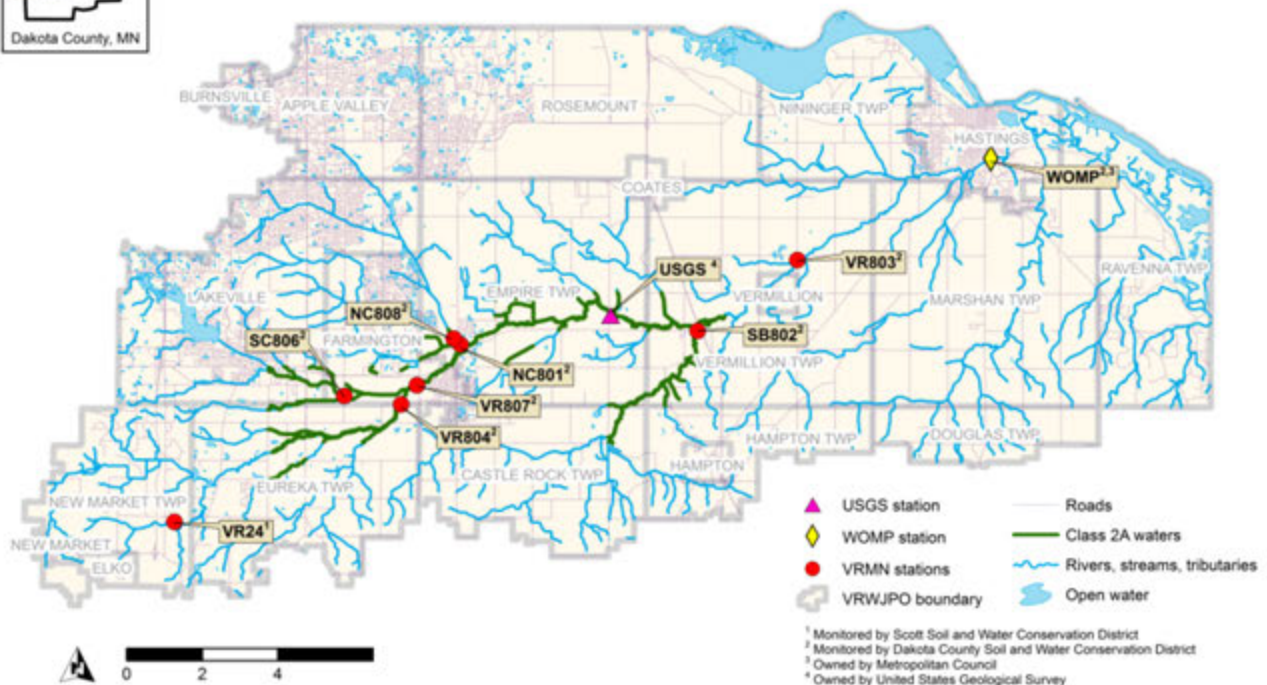 Dakota County, MN
BURNSVILLE
APPLE VALLEY
ROSEMOUNT
NININGER TWP
HASTINGS
WOMP2,3
COATES
USGS 4
VR803²
RAVENNA TWP
LAKEVILLE
EMPIRE TWP
VERMILLION
MARSHAN TWP
NC808²
SC806²
FARMINGTON
SB802²
VERMILLION TWP
NC801²
VR807²
VR804²
HAMPTON TWP
DOUGLAS TWP
CASTLE ROCK TWP
HAMPTON
EUREKA TWP
NEW MARKET TWP
VR24¹
NEW MARKET
ELKO
USGS station
WOMP station
VRMN stations
VRWJPO boundary
Roads
Class 2A waters
Rivers, streams, tributaries
Open water
¹ Monitored by Scott Soil and Water Conservation District
² Monitored by Dakota County Soil and Water Conservation District
³ Owned by Metropolitan Council
⁴ Owned by United States Geological Survey
0 2 4